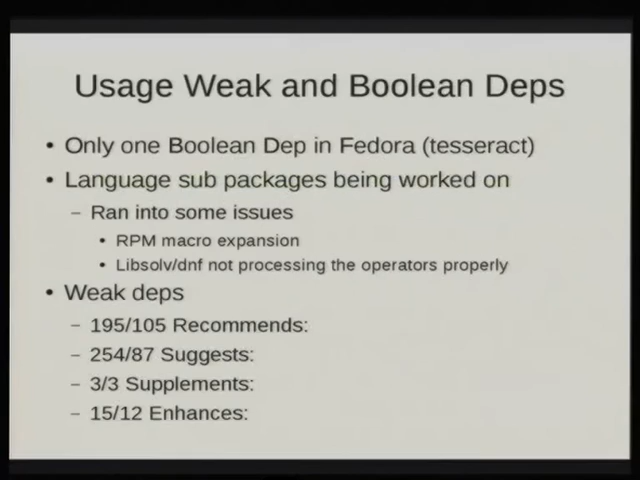 Usage Weak and Boolean Deps
• Only one Boolean Dep in Fedora (tesseract)
• Language sub packages being worked on
– Ran into some issues
• RPM macro expansion
• Libsolv/dnf not processing the operators properly
• Weak deps
– 195/105 Recommends:
– 254/87 Suggests:
– 3/3 Supplements:
– 15/12 Enhances: